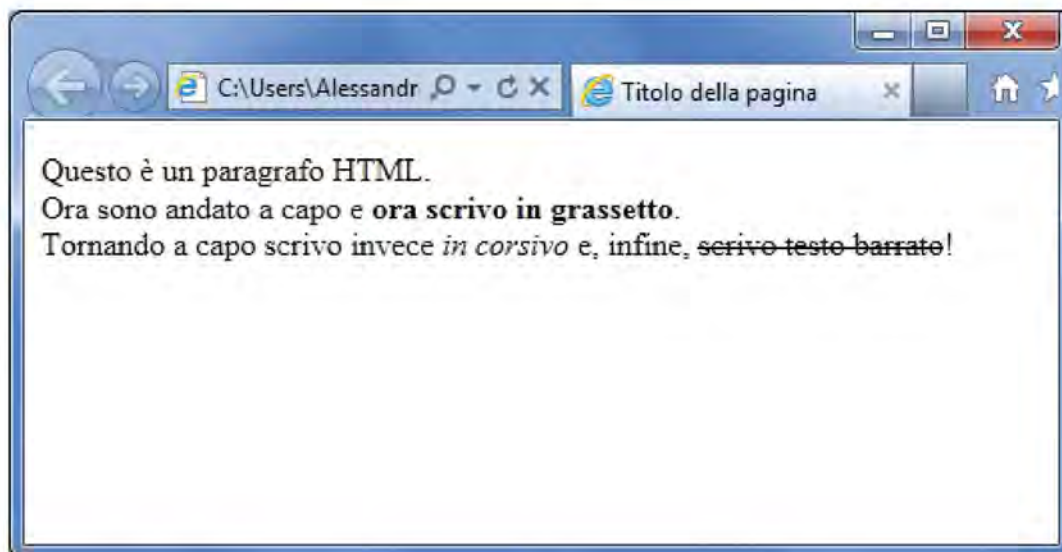 C:\Users\Alessandr
Titolo della pagina
Questo è un paragrafo HTML.
Ora sono andato a capo e ora scrivo in grassetto.
Tornando a capo scrivo invece in corsivo e, infine, scrivo testo barrato!